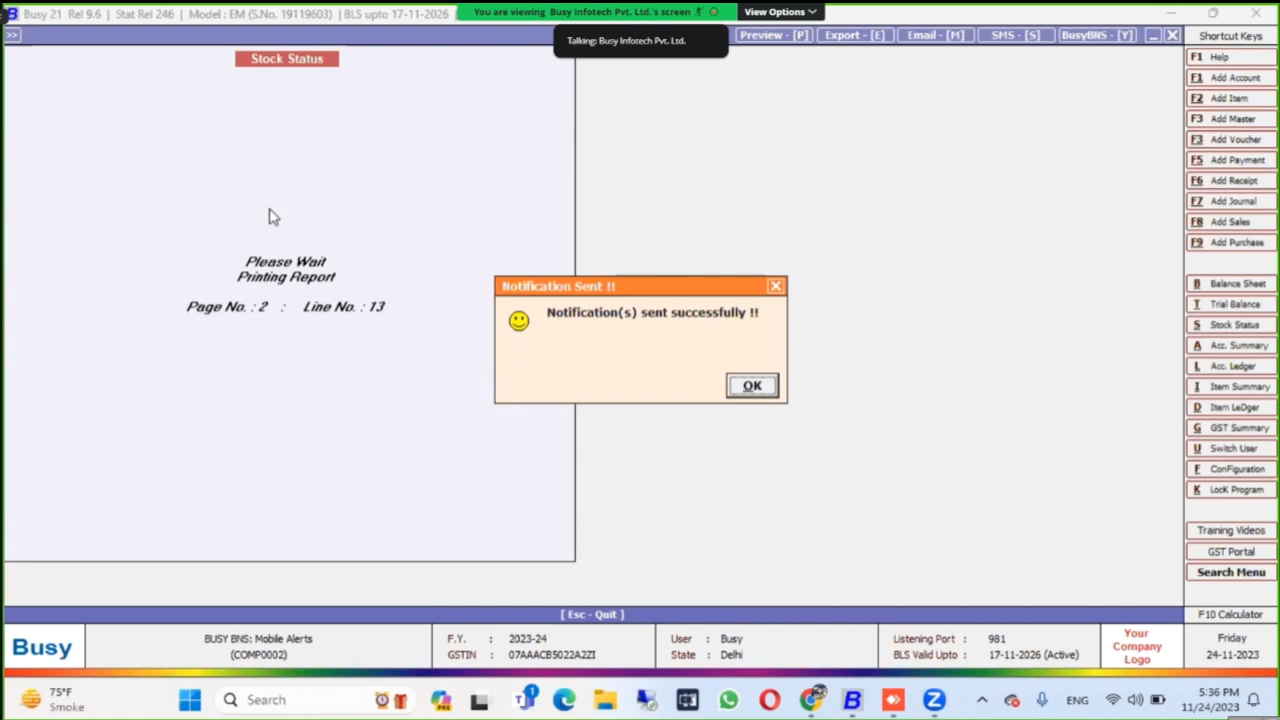 Busy 21 Rel 9.6 | Stat Rel 246 | Model : EM (S.No. 19119603) | BLS upto 17-11-2026
You are viewing Busy Infotech Pvt. Ltd.'s screen
View Options
Talking: Busy Infotech Pvt. Ltd.
>>
Preview - [P]
Export - [E]
Email - [M]
SMS - [S]
BusyBNS - [Y]
Shortcut Keys
Stock Status
Please Wait
Printing Report
Page No. : 2 : Line No. : 13
Notification Sent !!
Notification(s) sent successfully !!
OK
F1 Help
F1 Add Account
F2 Add Item
F3 Add Master
F3 Add Voucher
F5 Add Payment
F6 Add Receipt
F7 Add Journal
F8 Add Sales
F9 Add Purchase
B Balance Sheet
T Trial Balance
S Stock Status
A Acc. Summary
L Acc. Ledger
I Item Summary
D Item LeDger
G GST Summary
U Switch User
F ConFiguration
K LocK Program
Training Videos
GST Portal
Search Menu
[ Esc - Quit ]
F10 Calculator
Busy
BUSY BNS: Mobile Alerts
(COMP0002)
F.Y. : 2023-24
GSTIN : 07AAACB5022A2ZI
User : Busy
State : Delhi
Listening Port : 981
BLS Valid Upto : 17-11-2026 (Active)
Your
Company
Logo
Friday
24-11-2023
75°F
Smoke
Search
ENG
5:36 PM
11/24/2023